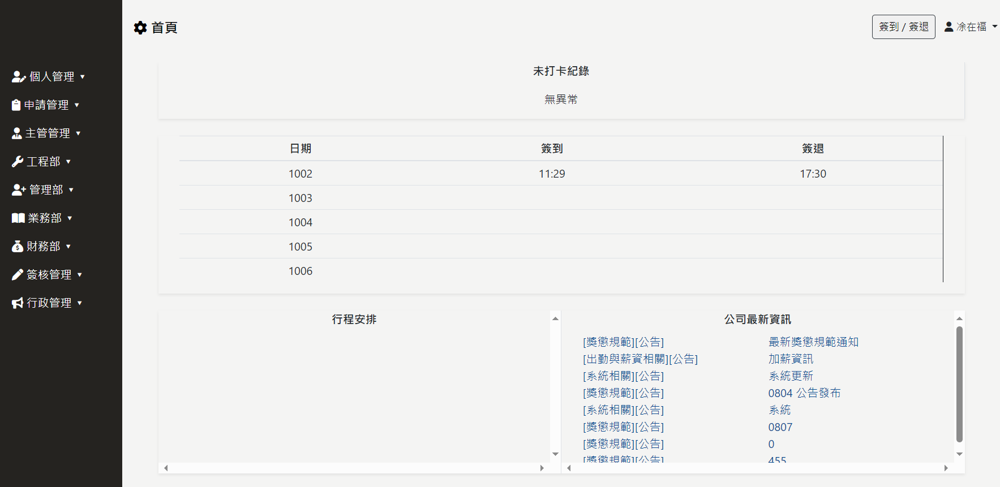 首頁
簽到 / 簽退
凃在福
個人管理
申請管理
主管管理
工程部
管理部
業務部
財務部
簽核管理
行政管理
未打卡紀錄
無異常
日期 簽到 簽退
1002 11:29 17:30
1003
1004
1005
1006
行程安排
公司最新資訊
[獎懲規範][公告] 最新獎懲規範通知
[出勤與薪資相關][公告] 加薪資訊
[系統相關][公告] 系統更新
[獎懲規範][公告] 0804 公告發布
[系統相關][公告] 系統
[獎懲規範][公告] 0807
[獎懲規範][公告] 0
[獎懲規範][公告] 455